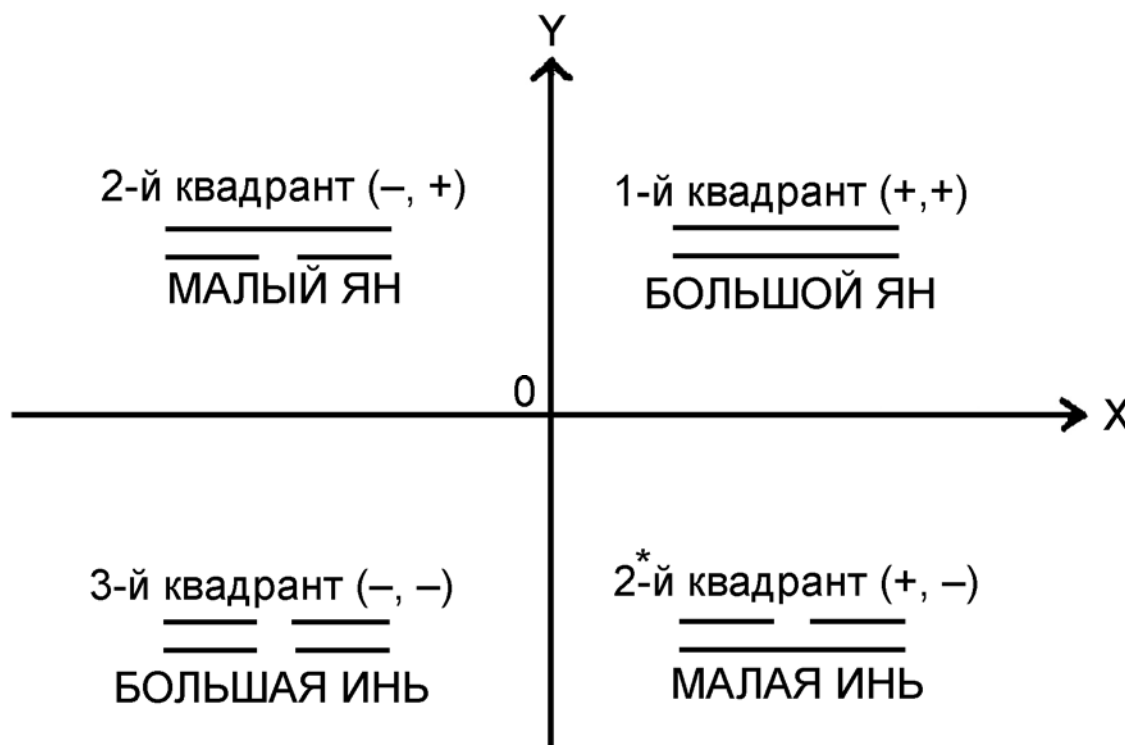 Y
2-й квадрант (–, +)
МАЛЫЙ ЯН
1-й квадрант (+,+)
БОЛЬШОЙ ЯН
0
X
3-й квадрант (–, –)
БОЛЬШАЯ ИНЬ
2*-й квадрант (+, –)
МАЛАЯ ИНЬ